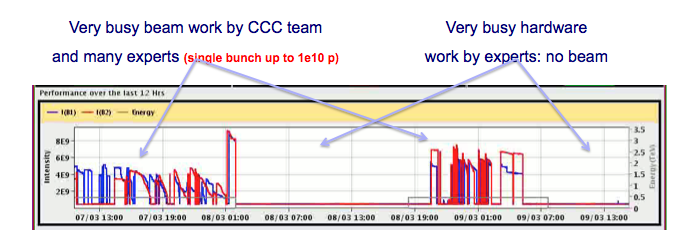 Very busy beam work by CCC team
and many experts (single bunch up to 1e10 p)
Very busy hardware
work by experts: no beam
Performance over the last 12 Hrs
I(B1) I(B2) Energy
Intensity
8E9
6E9
4E9
2E9
3.5
3
2.5
2
1.5
1
0.5
0
Energy(TeV)
07/03 13:00 07/03 19:00 08/03 01:00 08/03 07:00 08/03 13:00 08/03 19:00 09/03 01:00 09/03 07:00 09/03 13:00